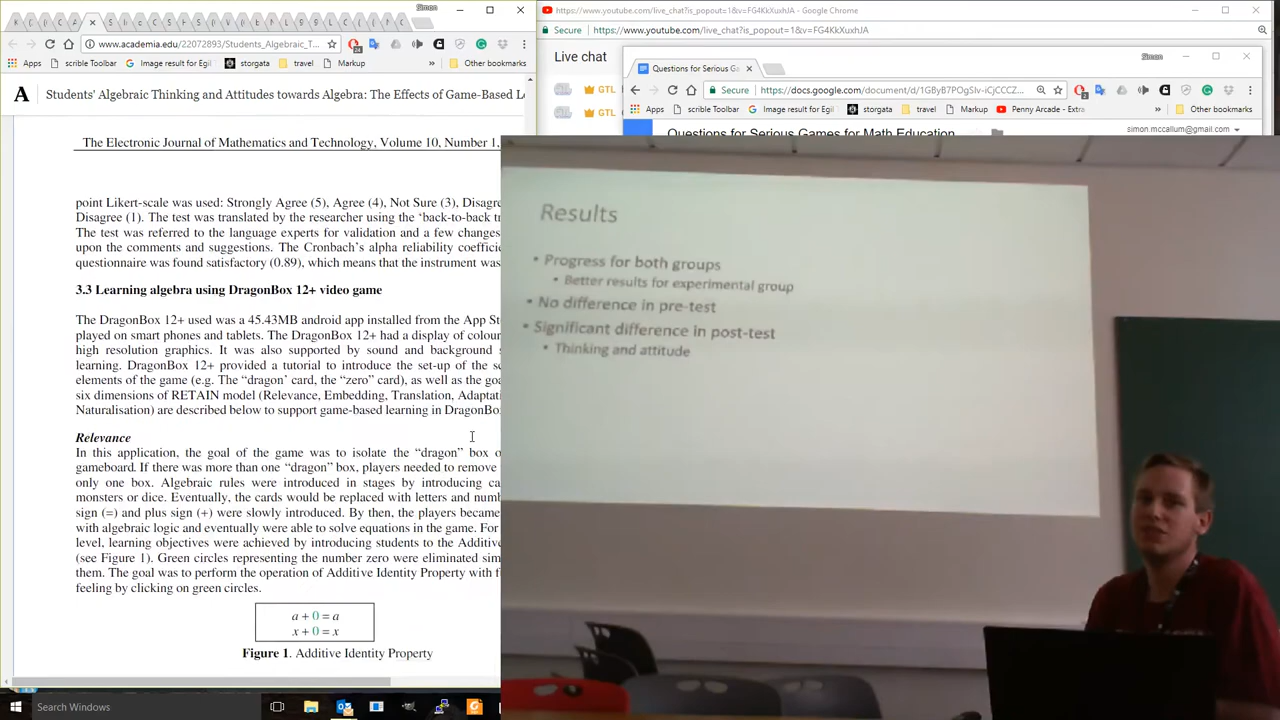 Simon
https://www.youtube.com/live_chat?is_popout=1&v=FG4KkXuxhJA - Google Chrome
www.academia.edu/22072893/Students_Algebraic_T
Secure https://www.youtube.com/live_chat?is_popout=1&v=FG4KkXuxhJA
Apps scrible Toolbar Image result for Egil storgata travel Markup » Other bookmarks
Live chat
GTL
GTL
Simon
Questions for Serious Ga
Secure https://docs.google.com/document/d/1GByB7POgSlv-iCjCCCZ...
Apps scrible Toolbar Image result for Egil storgata travel Markup Penny Arcade - Extra » Other bookmarks
Questions for Serious Games for Math Education
simon.mccallum@gmail.com
A Students' Algebraic Thinking and Attitudes towards Algebra: The Effects of Game-Based L
The Electronic Journal of Mathematics and Technology, Volume 10, Number 1,
point Likert-scale was used: Strongly Agree (5), Agree (4), Not Sure (3), Disagre
Disagree (1). The test was translated by the researcher using the 'back-to-back tr
The test was referred to the language experts for validation and a few changes
upon the comments and suggestions. The Cronbach's alpha reliability coeffici
questionnaire was found satisfactory (0.89), which means that the instrument was
3.3 Learning algebra using DragonBox 12+ video game
The DragonBox 12+ used was a 45.43MB android app installed from the App St
played on smart phones and tablets. The DragonBox 12+ had a display of colour
high resolution graphics. It was also supported by sound and background s
learning. DragonBox 12+ provided a tutorial to introduce the set-up of the se
elements of the game (e.g. The "dragon' card, the "zero" card), as well as the goa
six dimensions of RETAIN model (Relevance, Embedding, Translation, Adaptat
Naturalisation) are described below to support game-based learning in DragonBo
Relevance
In this application, the goal of the game was to isolate the "dragon" box o
gameboard. If there was more than one "dragon" box, players needed to remove
only one box. Algebraic rules were introduced in stages by introducing ca
monsters or dice. Eventually, the cards would be replaced with letters and numb
sign (=) and plus sign (+) were slowly introduced. By then, the players became
with algebraic logic and eventually were able to solve equations in the game. For
level, learning objectives were achieved by introducing students to the Additive
(see Figure 1). Green circles representing the number zero were eliminated sim
them. The goal was to perform the operation of Additive Identity Property with f
feeling by clicking on green circles.
a + 0 = a
x + 0 = x
Figure 1. Additive Identity Property
Results
• Progress for both groups
• Better results for experimental group
• No difference in pre-test
• Significant difference in post-test
• Thinking and attitude
Search Windows